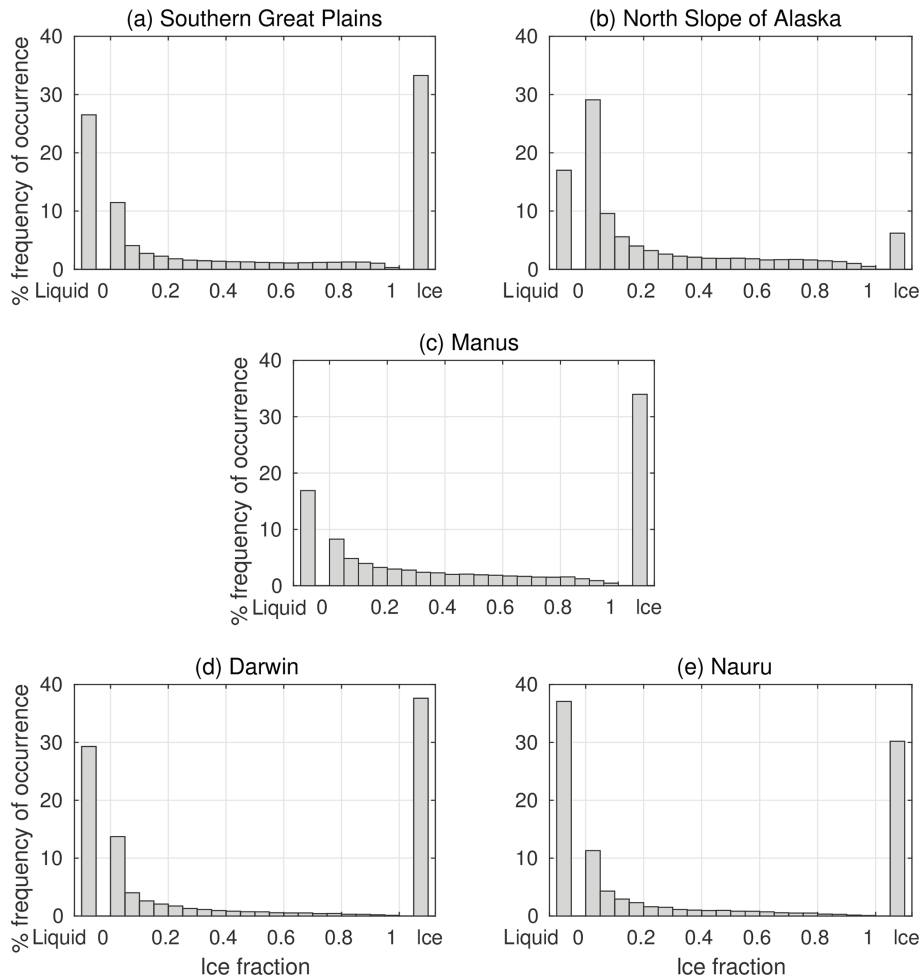 (a) Southern Great Plains
(b) North Slope of Alaska
% frequency of occurrence
40
30
20
10
0
Liquid 0 0.2 0.4 0.6 0.8 1 Ice
40
30
20
10
0
Liquid 0 0.2 0.4 0.6 0.8 1 Ice
(c) Manus
% frequency of occurrence
40
30
20
10
0
Liquid 0 0.2 0.4 0.6 0.8 1 Ice
(d) Darwin
% frequency of occurrence
40
30
20
10
0
Liquid 0 0.2 0.4 0.6 0.8 1 Ice
Ice fraction
(e) Nauru
40
30
20
10
0
Liquid 0 0.2 0.4 0.6 0.8 1 Ice
Ice fraction